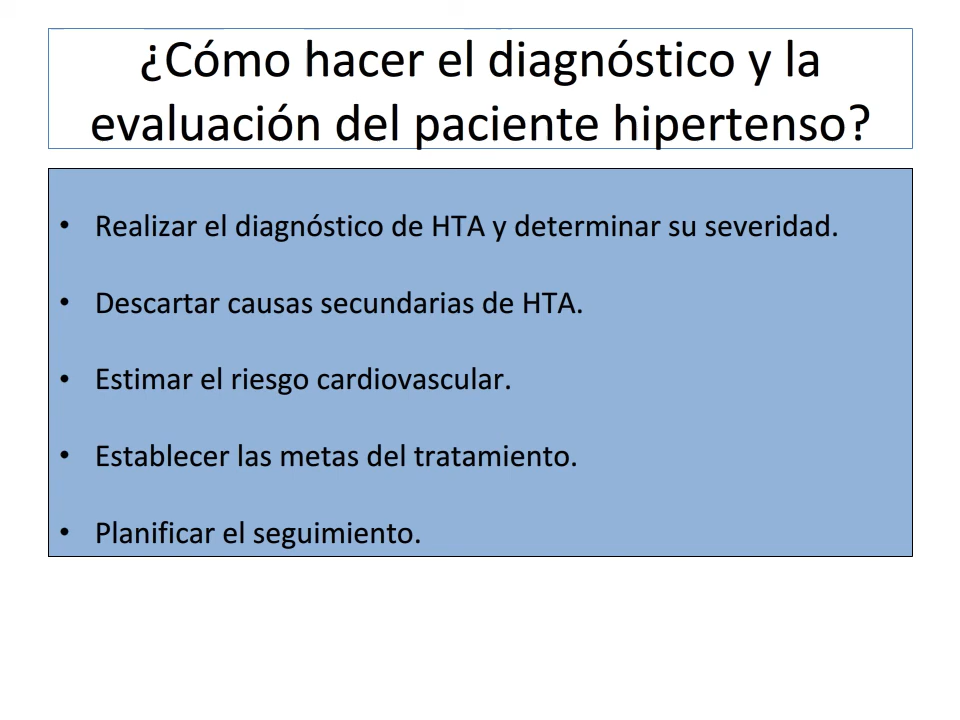 ¿Cómo hacer el diagnóstico y la
evaluación del paciente hipertenso?
• Realizar el diagnóstico de HTA y determinar su severidad.
• Descartar causas secundarias de HTA.
• Estimar el riesgo cardiovascular.
• Establecer las metas del tratamiento.
• Planificar el seguimiento.